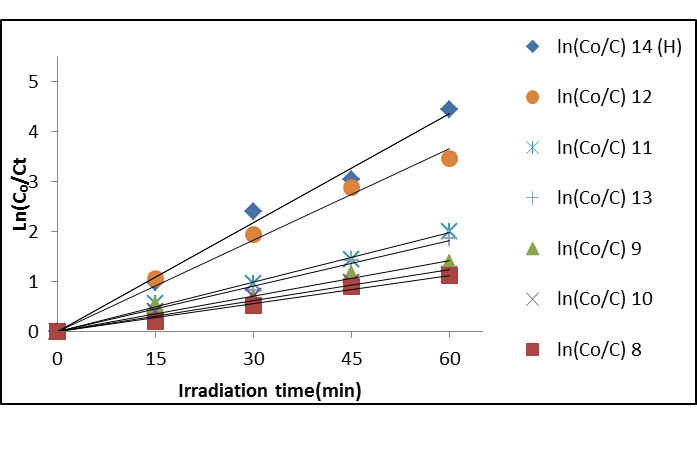 5
4
3
2
1
0
Ln(C₀/Ct
0 15 30 45 60
Irradiation time(min)
ln(Co/C) 14 (H)
ln(Co/C) 12
ln(Co/C) 11
ln(Co/C) 13
ln(Co/C) 9
ln(Co/C) 10
ln(Co/C) 8